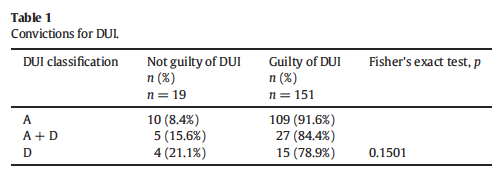 Table 1
Convictions for DUI.
DUI classification Not guilty of DUI Guilty of DUI Fisher's exact test, p
n (%) n (%)
n = 19 n = 151
A 10 (8.4%) 109 (91.6%)
A + D 5 (15.6%) 27 (84.4%)
D 4 (21.1%) 15 (78.9%) 0.1501